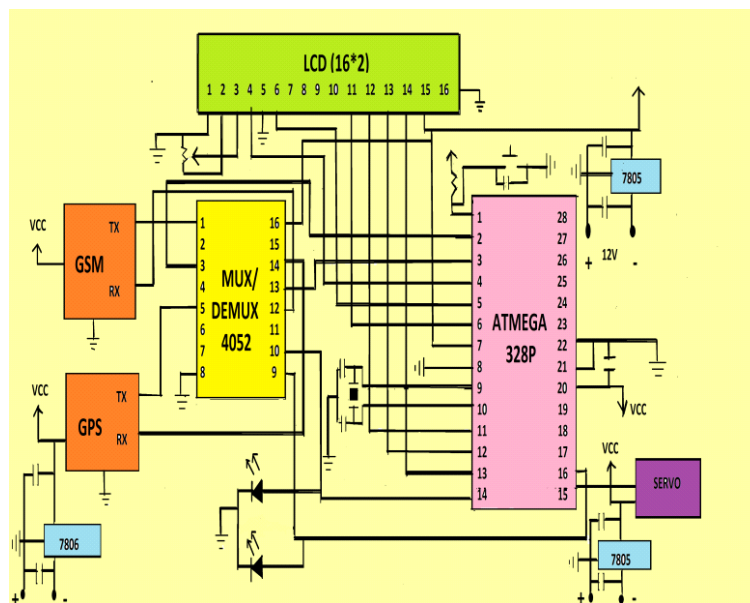 LCD (16*2)
1 2 3 4 5 6 7 8 9 10 11 12 13 14 15 16
7805
+ -
12V
VCC
TX
GSM
RX
1 16
2 15
3 14
4 13
5 12
6 11
7 10
8 9
MUX/
DEMUX
4052
1 28
2 27
3 26
4 25
5 24
6 23
7 22
8 21
9 20
10 19
11 18
12 17
13 16
14 15
ATMEGA
328P
VCC
VCC
TX
GPS
RX
7806
+ -
VCC
SERVO
7805
+ -